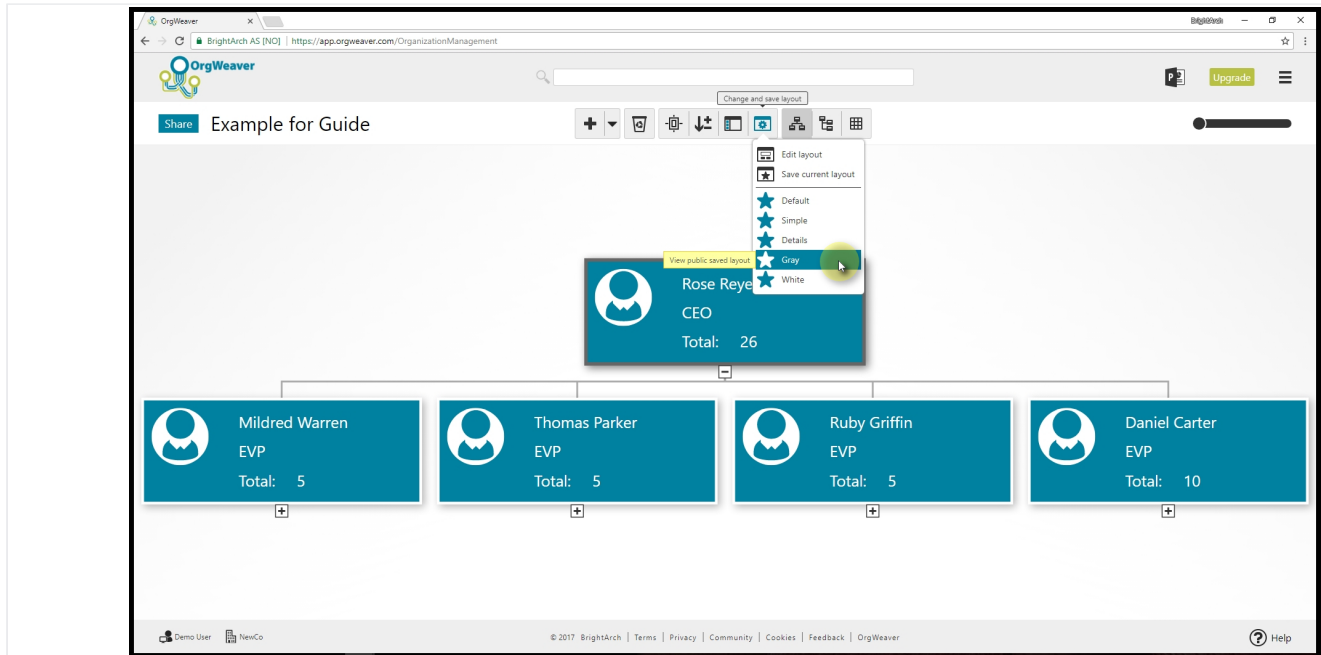 OrgWeaver
BrightArch
BrightArch AS [NO] | https://app.orgweaver.com/OrganizationManagement
OrgWeaver
Upgrade
Change and save layout
Share Example for Guide
Edit layout
Save current layout
Default
Simple
Details
View public saved layout Gray
White
Rose Reye
CEO
Total: 26
Mildred Warren
EVP
Total: 5
Thomas Parker
EVP
Total: 5
Ruby Griffin
EVP
Total: 5
Daniel Carter
EVP
Total: 10
Demo User NewCo © 2017 BrightArch | Terms | Privacy | Community | Cookies | Feedback | OrgWeaver ? Help